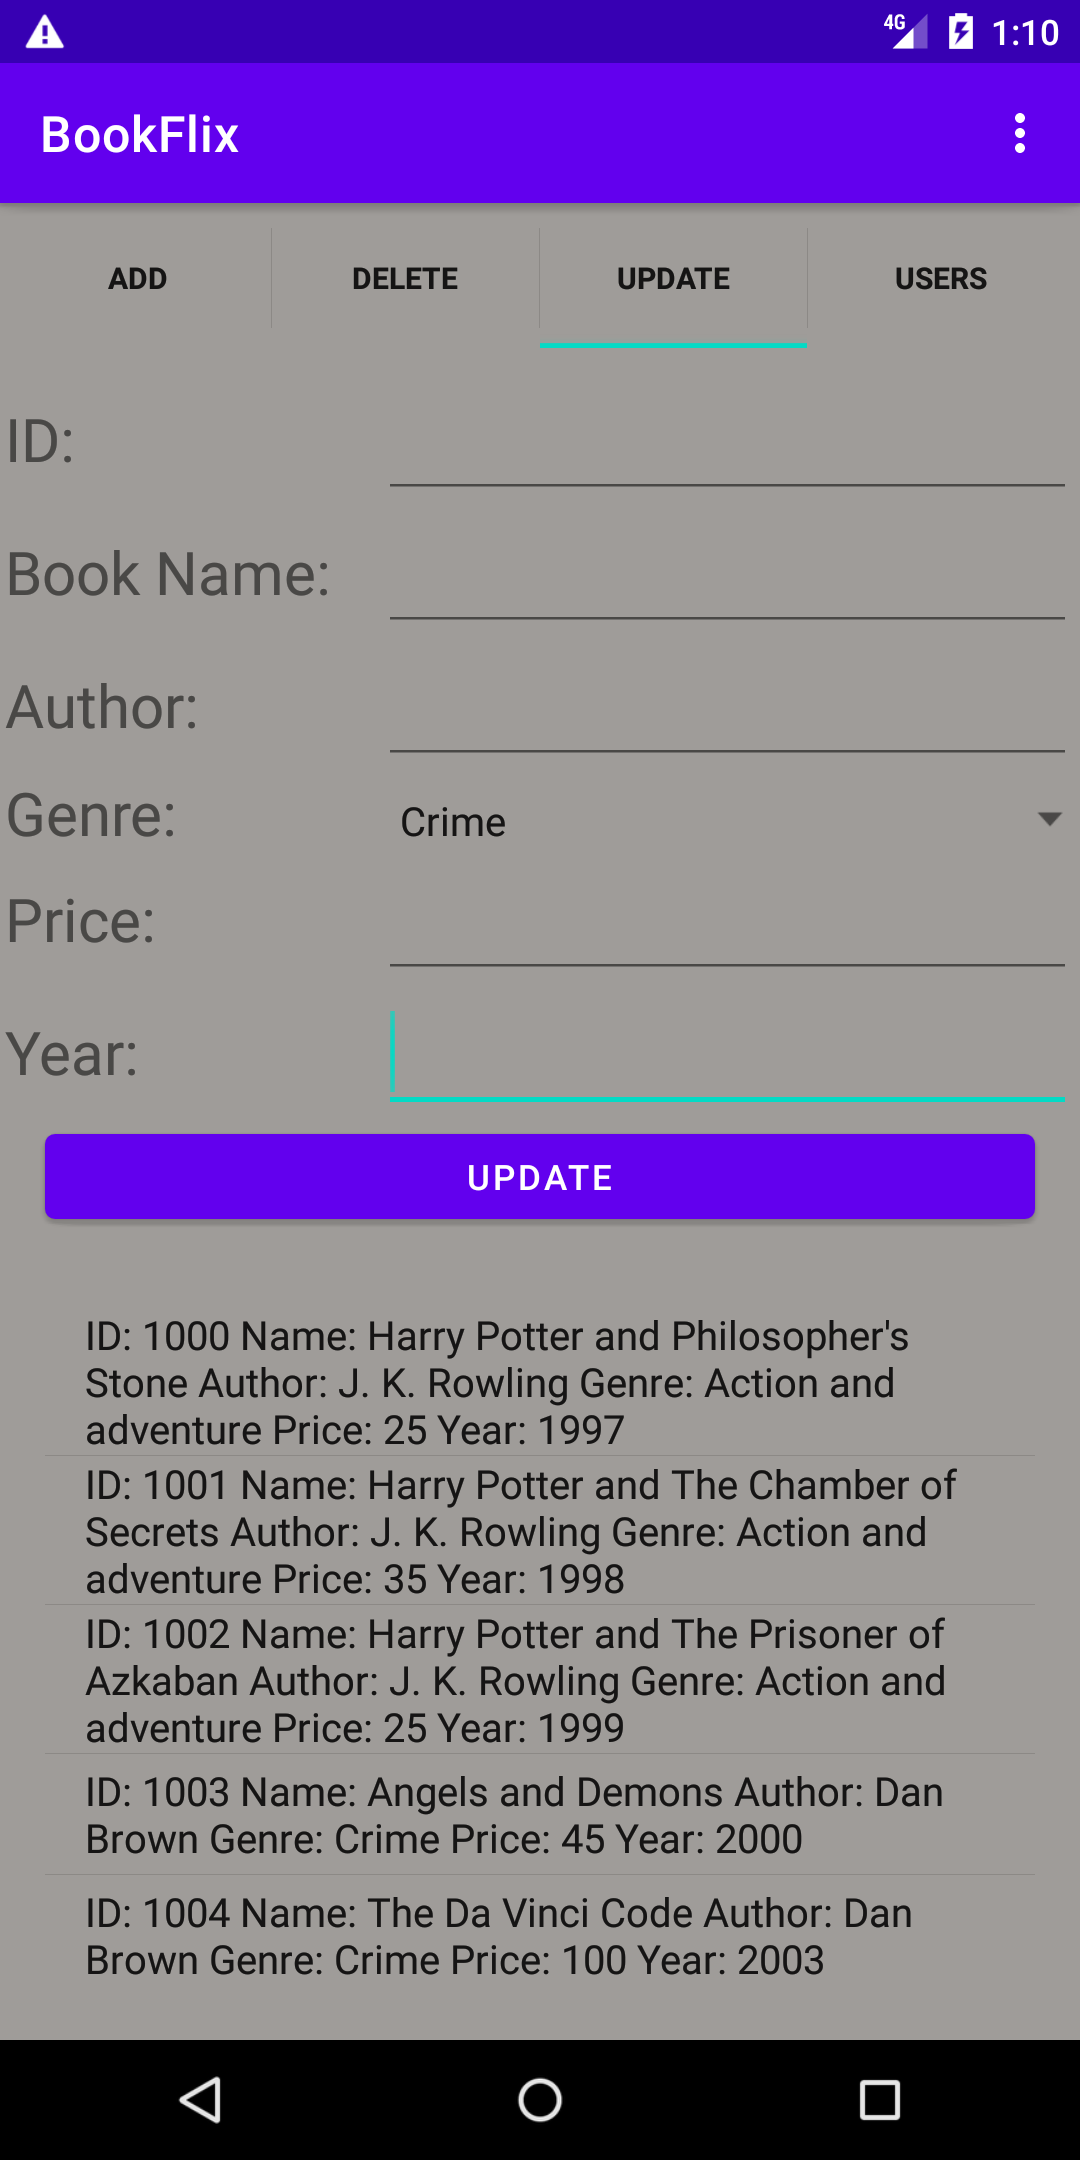 4G 1:10
BookFlix
ADD DELETE UPDATE USERS
ID:
Book Name:
Author:
Genre: Crime
Price:
Year:
UPDATE
ID: 1000 Name: Harry Potter and Philosopher's
Stone Author: J. K. Rowling Genre: Action and
adventure Price: 25 Year: 1997
ID: 1001 Name: Harry Potter and The Chamber of
Secrets Author: J. K. Rowling Genre: Action and
adventure Price: 35 Year: 1998
ID: 1002 Name: Harry Potter and The Prisoner of
Azkaban Author: J. K. Rowling Genre: Action and
adventure Price: 25 Year: 1999
ID: 1003 Name: Angels and Demons Author: Dan
Brown Genre: Crime Price: 45 Year: 2000
ID: 1004 Name: The Da Vinci Code Author: Dan
Brown Genre: Crime Price: 100 Year: 2003